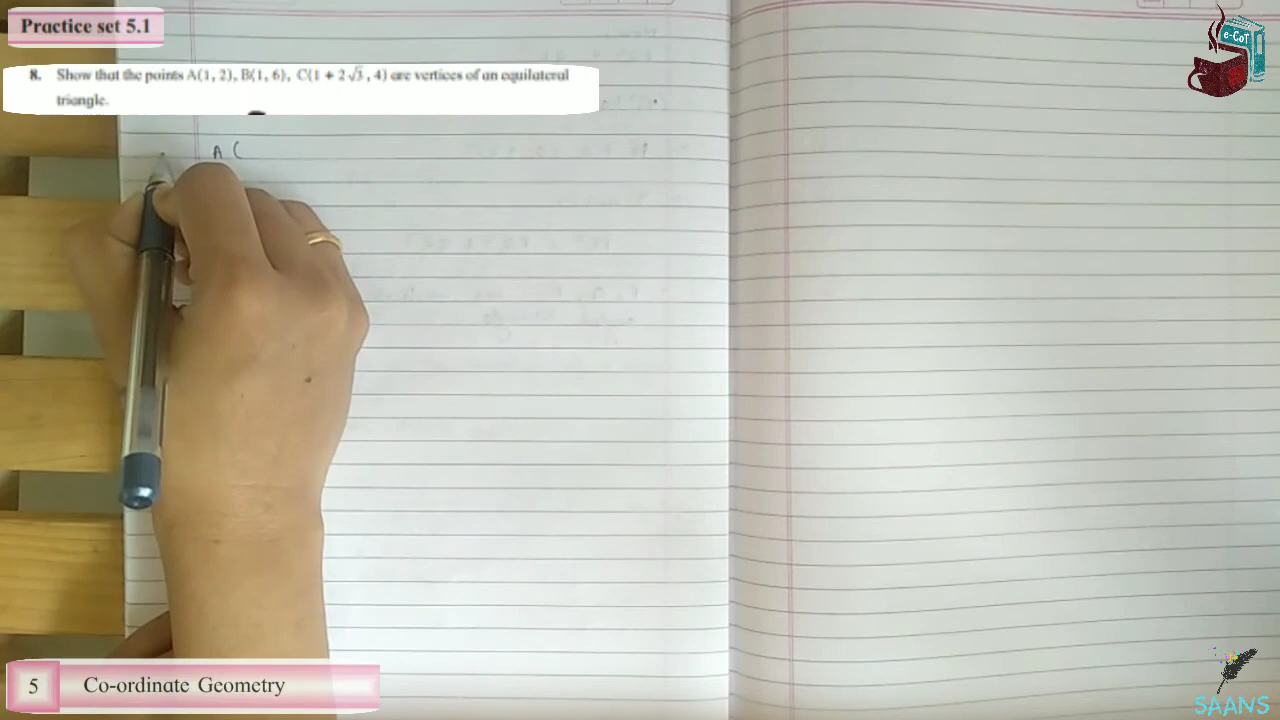 Practice set 5.1
8. Show that the points A(1, 2), B(1, 6), C(1 + 2√3, 4) are vertices of an equilateral
triangle.
A (
e-CoT
5 Co-ordinate Geometry
SAANS